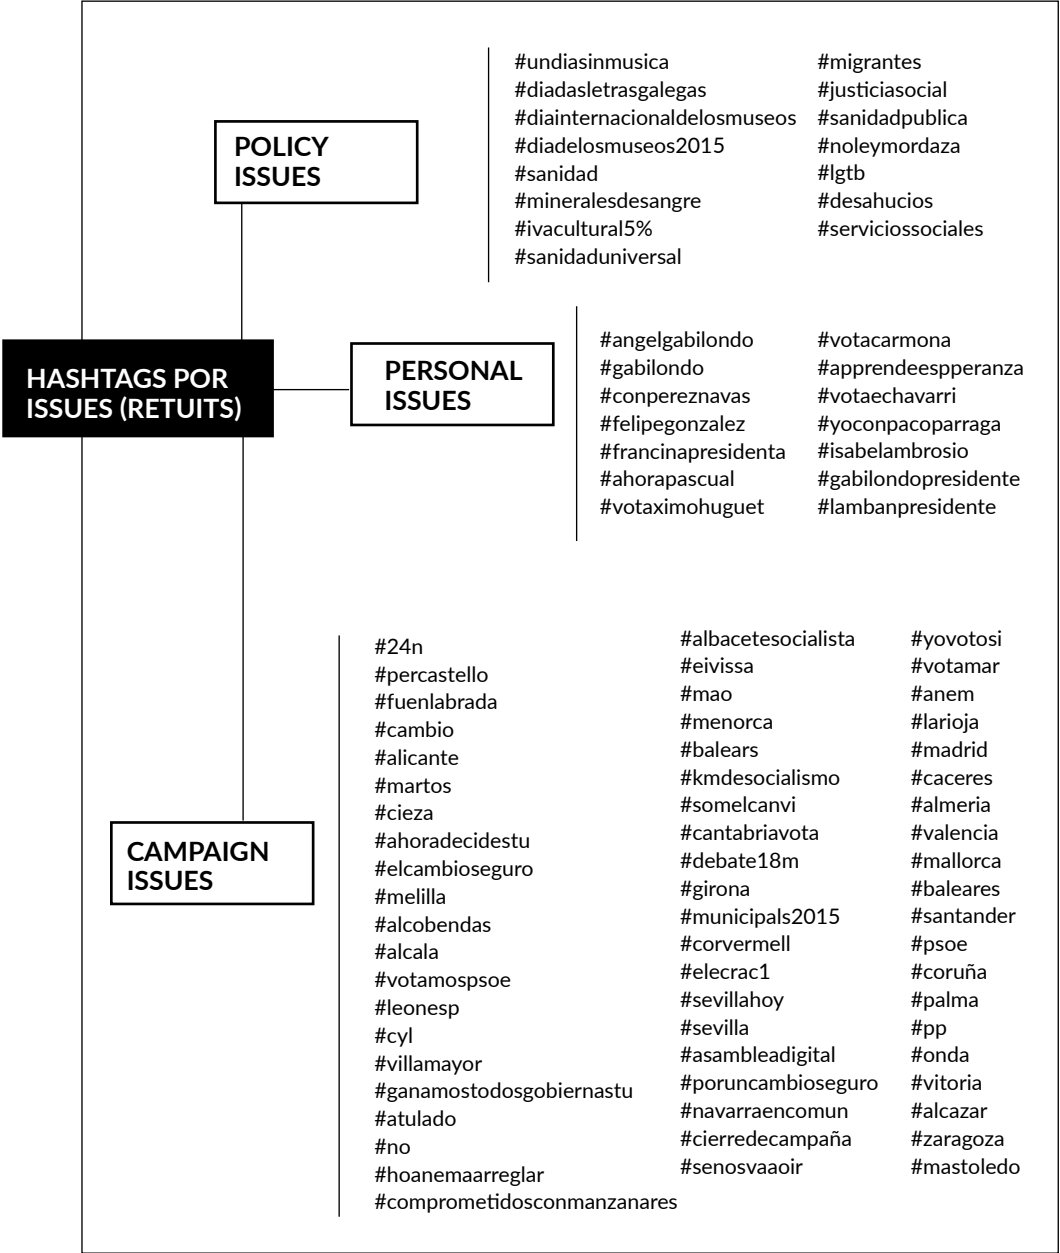 HASHTAGS POR
ISSUES (RETUITS)
POLICY
ISSUES
#undiasinmusica
#diadasletrasgalegas
#diainternacionaldelosmuseos
#diadelosmuseos2015
#sanidad
#mineralesdesangre
#ivacultural5%
#sanidaduniversal
#migrantes
#justiciasocial
#sanidadpublica
#noleymordaza
#lgtb
#desahucios
#serviciossociales
PERSONAL
ISSUES
#angelgabilondo
#gabilondo
#conpereznavas
#felipegonzalez
#francinapresidenta
#ahorapascual
#votaximohuguet
#votacarmona
#apprendeespperanza
#votaechavarri
#yoconpacoparraga
#isabelambrosio
#gabilondopresidente
#lambanpresidente
CAMPAIGN
ISSUES
#24n
#percastello
#fuenlabrada
#cambio
#alicante
#martos
#cieza
#ahoradecidestu
#elcambioseguro
#melilla
#alcobendas
#alcala
#votamospsoe
#leonesp
#cyl
#villamayor
#ganamostodosgobiernastu
#atulado
#no
#hoanemaarreglar
#comprometidosconmanzanares
#albacetesocialista
#eivissa
#mao
#menorca
#balears
#kmdesocialismo
#somelcanvi
#cantabriavota
#debate18m
#girona
#municipals2015
#corvermell
#elecrac1
#sevillahoy
#sevilla
#asambleadigital
#poruncambioseguro
#navarraencomun
#cierredecampaña
#senosvaaoir
#yovotosi
#votamar
#anem
#larioja
#madrid
#caceres
#almeria
#valencia
#mallorca
#baleares
#santander
#psoe
#coruña
#palma
#pp
#onda
#vitoria
#alcazar
#zaragoza
#mastoledo